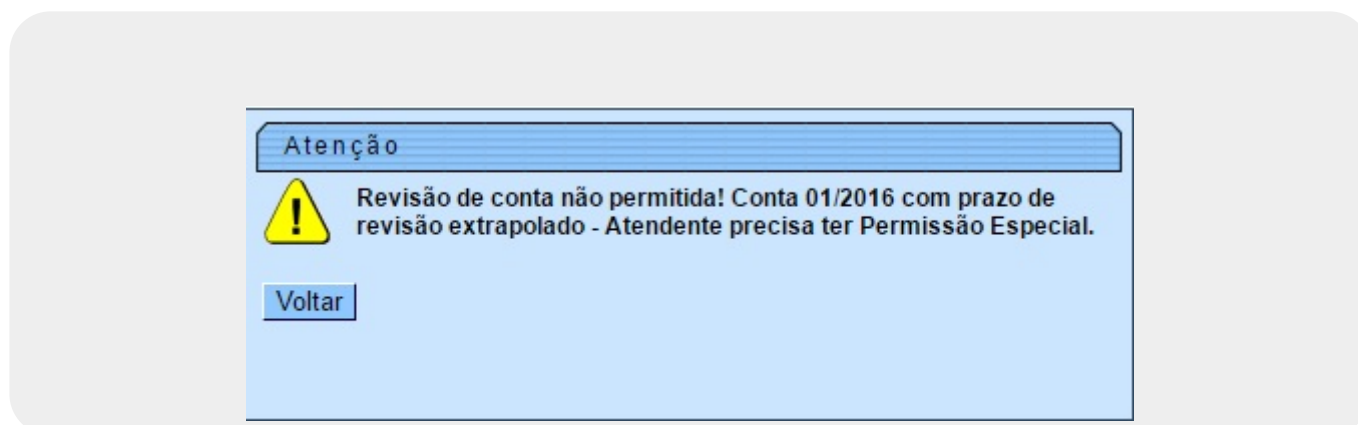 Atenção
Revisão de conta não permitida! Conta 01/2016 com prazo de
revisão extrapolado - Atendente precisa ter Permissão Especial.
Voltar